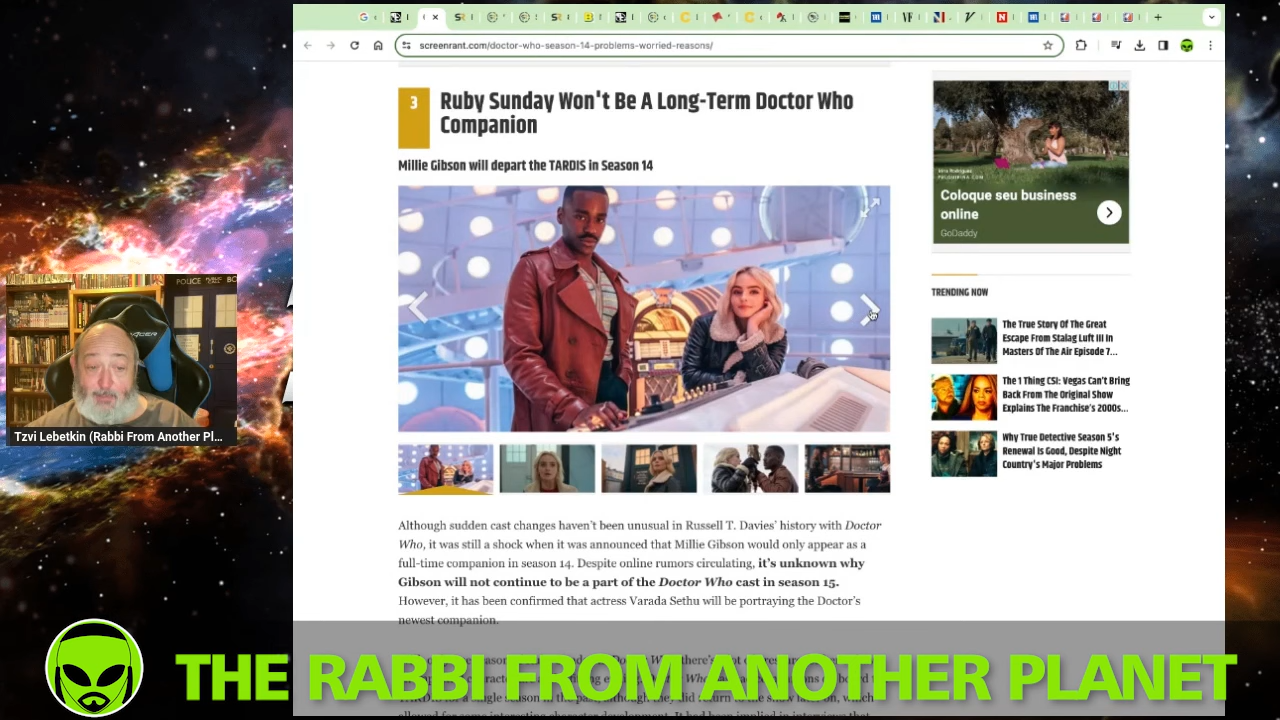 screenrant.com/doctor-who-season-14-problems-worried-reasons/
3
Ruby Sunday Won't Be A Long-Term Doctor Who
Companion
Millie Gibson will depart the TARDIS in Season 14
Coloque seu business
online
GoDaddy
TRENDING NOW
The True Story Of The Great
Escape From Stalag Luft III In
Masters Of The Air Episode 7...
The 1 Thing CSI: Vegas Can't Bring
Back From The Original Show
Explains The Franchise's 2000s...
Why True Detective Season 5's
Renewal Is Good, Despite Night
Country's Major Problems
POLICE
BO
Tzvi Lebetkin (Rabbi From Another Pl...
Although sudden cast changes haven't been unusual in Russell T. Davies' history with Doctor
Who, it was still a shock when it was announced that Millie Gibson would only appear as a
full-time companion in season 14. Despite online rumors circulating, it's unknown why
Gibson will not continue to be a part of the Doctor Who cast in season 15.
However, it has been confirmed that actress Varada Sethu will be portraying the Doctor's
newest companion.
THE RABBI FROM ANOTHER PLANET